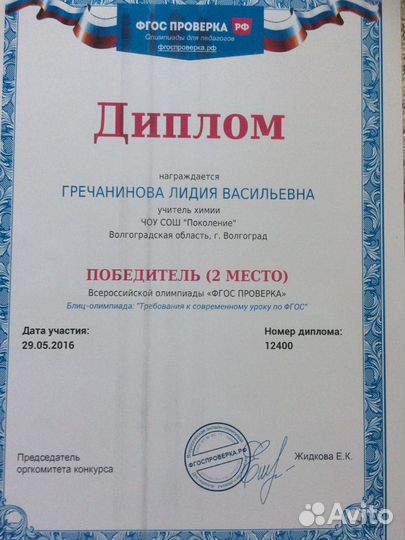 ФГОС ПРОВЕРКА РФ
Олимпиады для педагогов
фгоспроверка.рф
Диплом
награждается
ГРЕЧАНИНОВА ЛИДИЯ ВАСИЛЬЕВНА
учитель химии
ЧОУ СОШ "Поколение"
Волгоградская область, г. Волгоград
ПОБЕДИТЕЛЬ (2 МЕСТО)
Всероссийской олимпиады «ФГОС ПРОВЕРКА»
Блиц-олимпиада: "Требования к современному уроку по ФГОС"
Дата участия: Номер диплома:
29.05.2016 12400
Председатель
оргкомитета конкурса
ФГОСПРОВЕРКА.РФ
Жидкова Е.К.
Avito